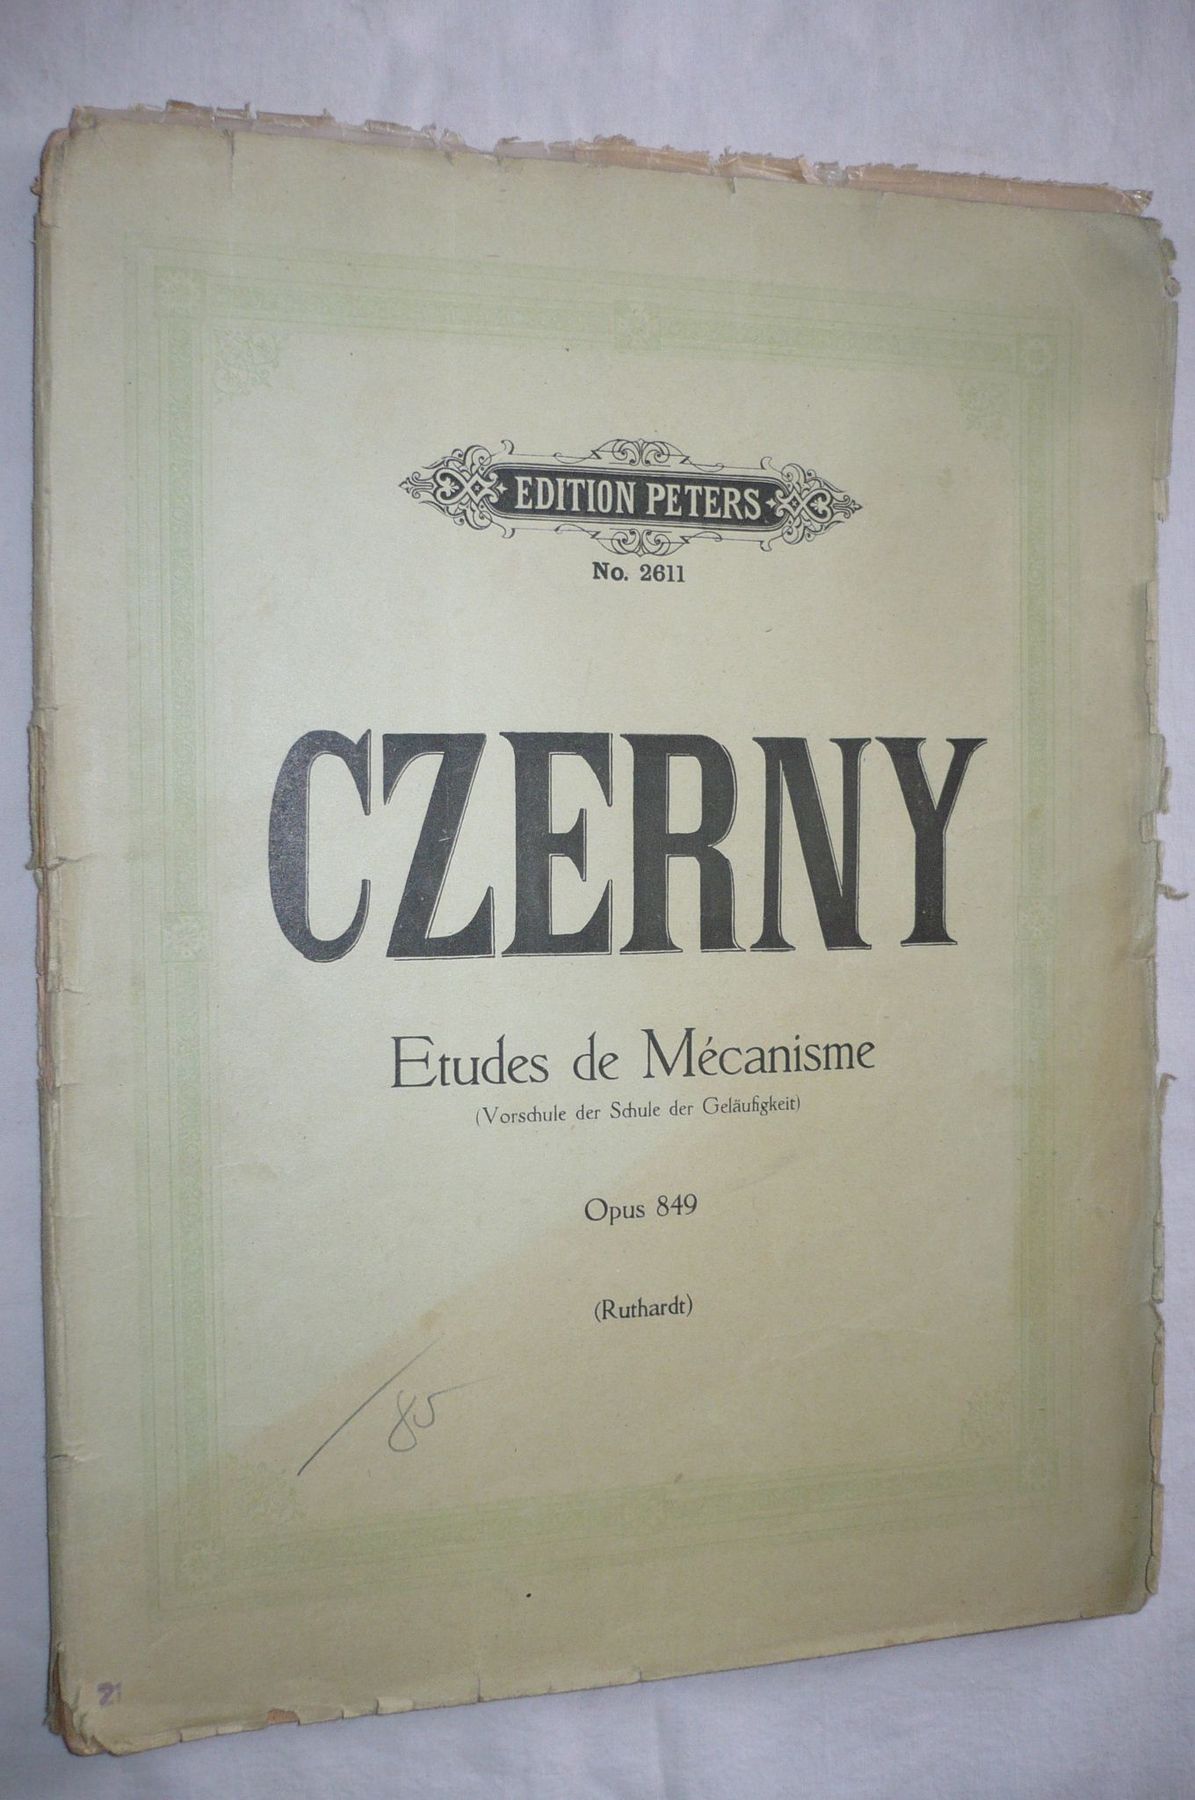 EDITION PETERS
No. 2611
CZERNY
Etudes de Mécanisme
(Vorschule der Schule der Geläufigkeit)
Opus 849
(Ruthardt)
/85
21